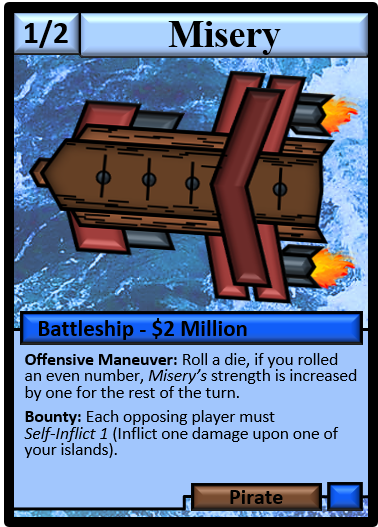 1/2 Misery
Battleship - $2 Million
Offensive Maneuver: Roll a die, if you rolled
an even number, Misery's strength is increased
by one for the rest of the turn.
Bounty: Each opposing player must
Self-Inflict 1 (Inflict one damage upon one of
your islands).
Pirate